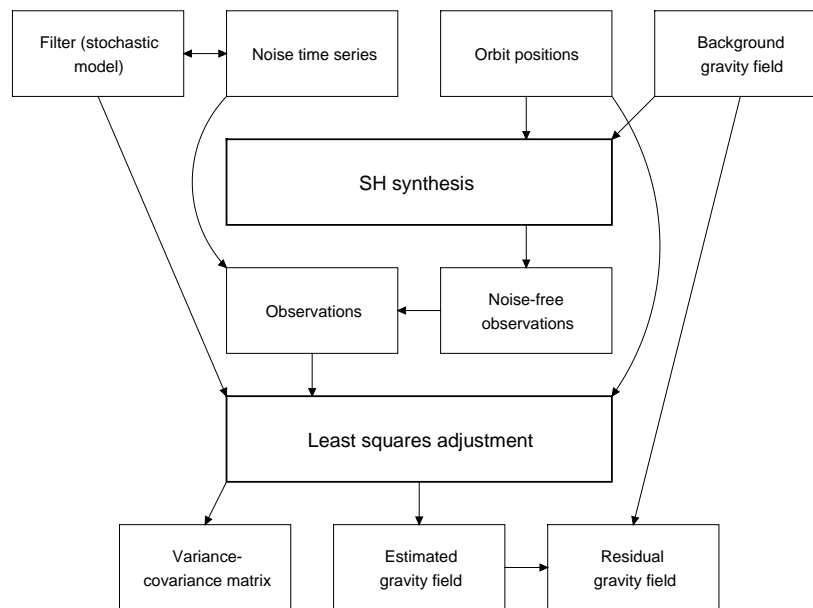 Filter (stochastic
model)
Noise time series
Orbit positions
Background
gravity field
SH synthesis
Observations
Noise-free
observations
Least squares adjustment
Variance-
covariance matrix
Estimated
gravity field
Residual
gravity field